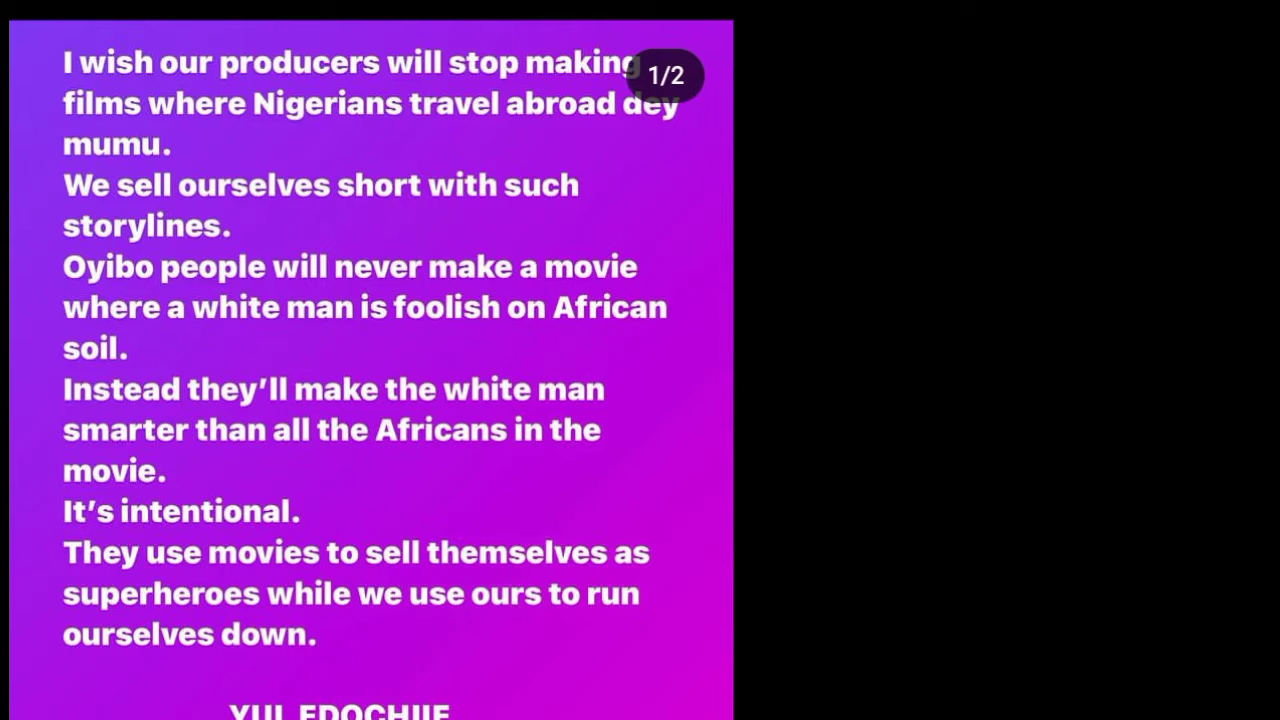 I wish our producers will stop making
1/2
films where Nigerians travel abroad dey
mumu.
We sell ourselves short with such
storylines.
Oyibo people will never make a movie
where a white man is foolish on African
soil.
Instead they’ll make the white man
smarter than all the Africans in the
movie.
It’s intentional.
They use movies to sell themselves as
superheroes while we use ours to run
ourselves down.
YUL EDOCHIE